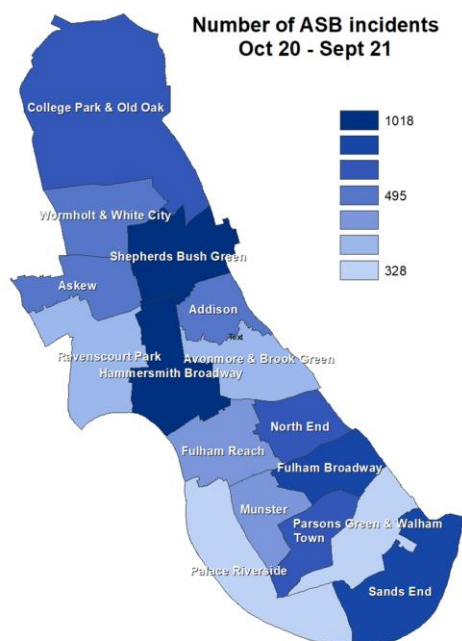 Number of ASB incidents
Oct 20 - Sept 21
College Park & Old Oak
1018
495
328
Wormholt & White City
Shepherds Bush Green
Askew
Addison
Text
Ravenscourt Park
Avonmore & Brook Green
Hammersmith Broadway
North End
Fulham Reach
Fulham Broadway
Munster
Parsons Green & Walham
Town
Palace Riverside
Sands End